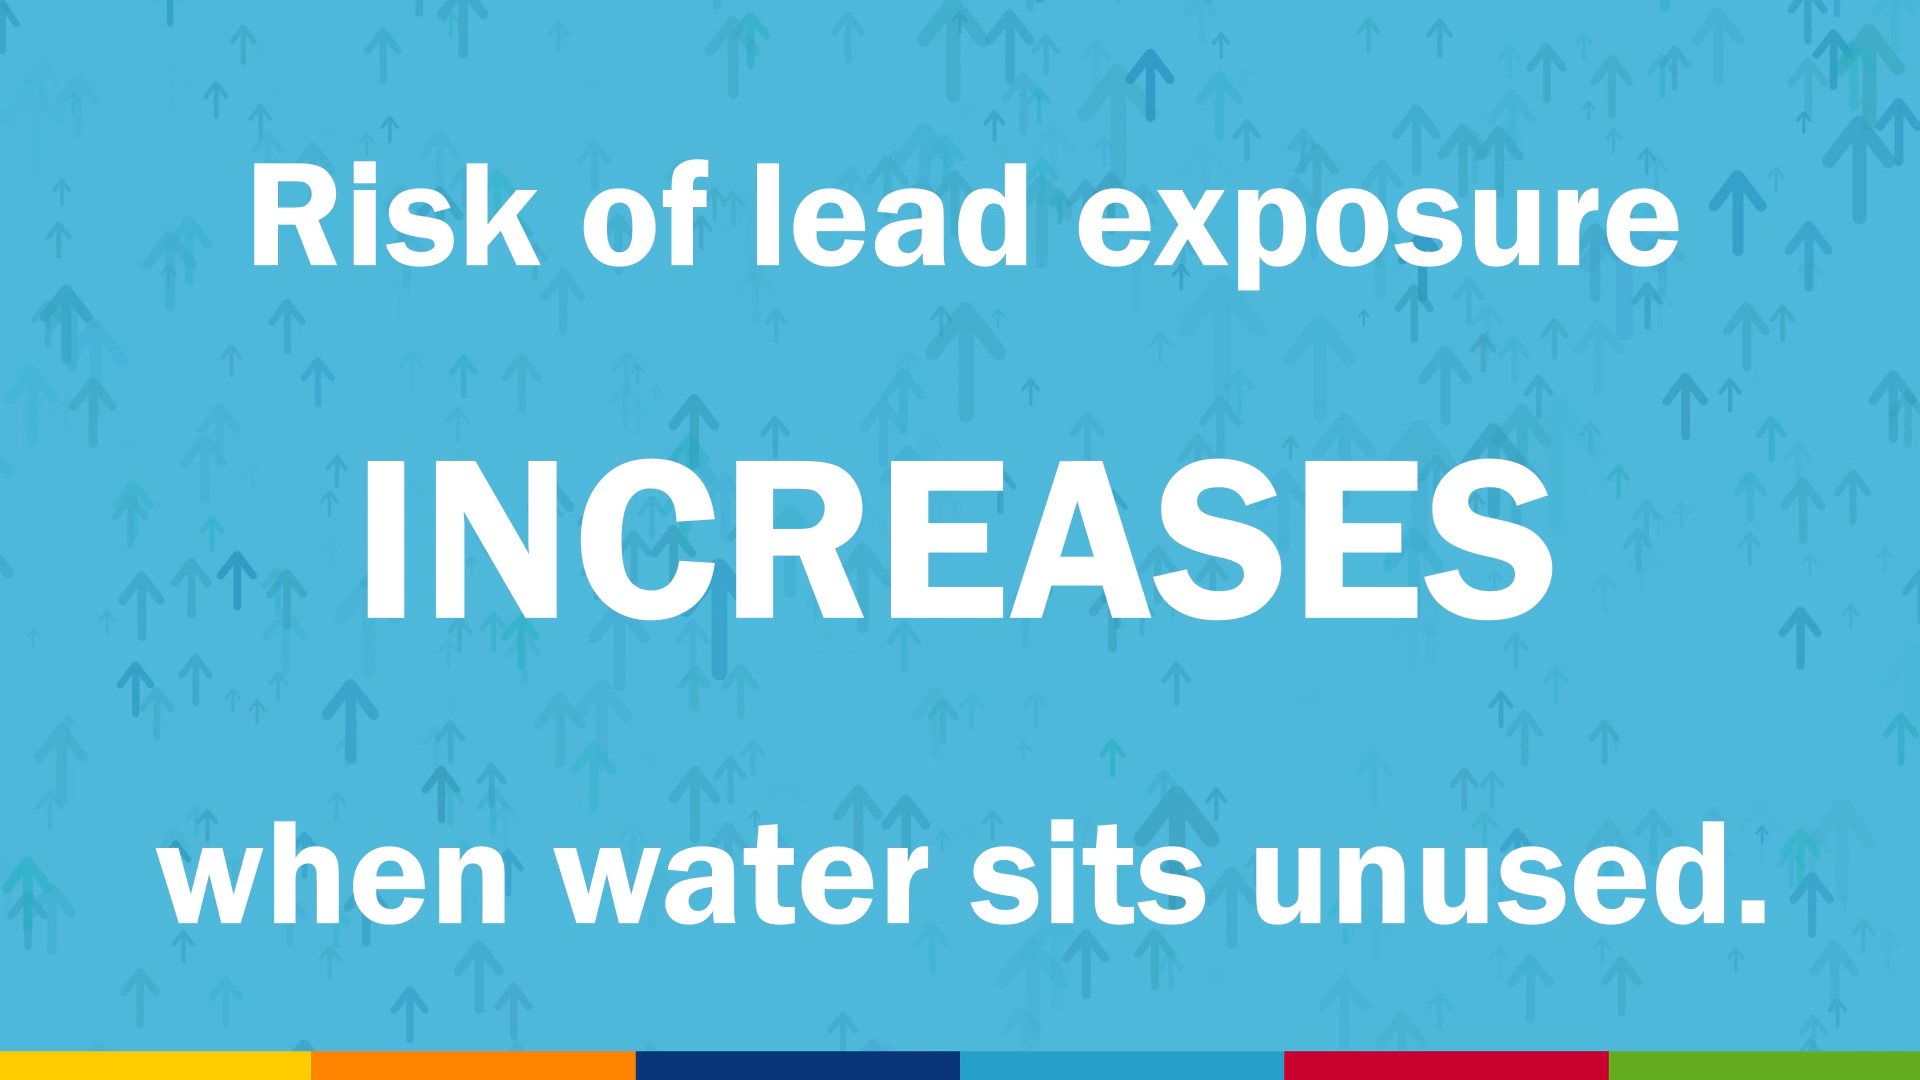 Risk of lead exposure
INCREASES
when water sits unused.